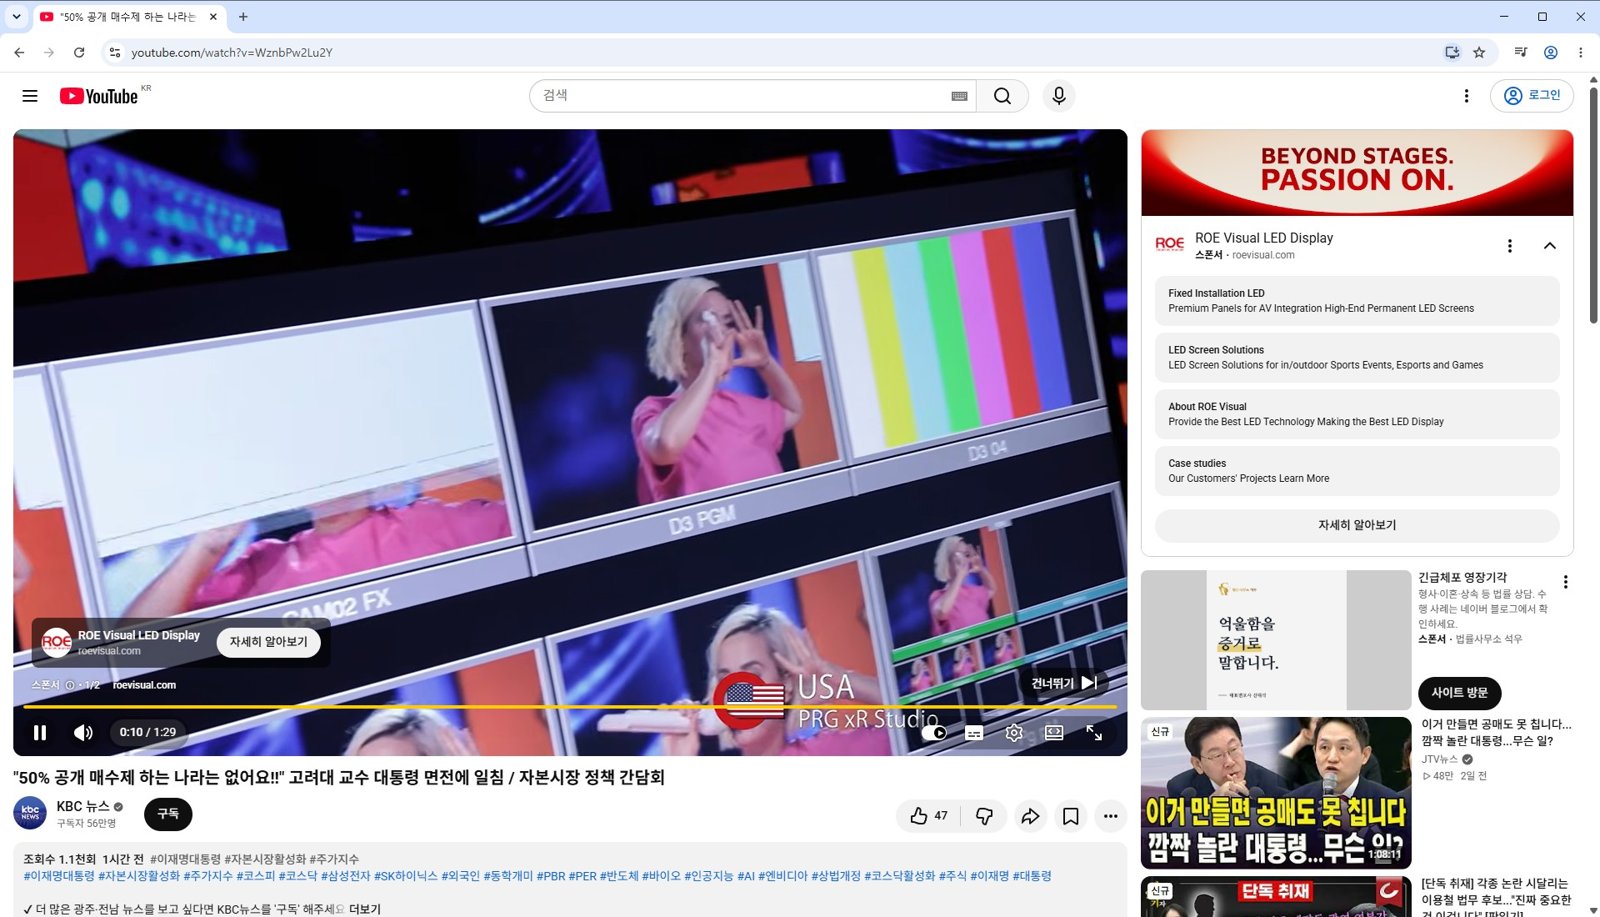 "50% 공개 매수제 하는 나라는
youtube.com/watch?v=WznbPw2Lu2Y
YouTube KR
검색
로그인
D3 04
D3 PGM
CAM02 FX
ROE
ROE Visual LED Display
roevisual.com
자세히 알아보기
스폰서 · 1/2 roevisual.com
건너뛰기
USA
PRG xR Studio
0:10 / 1:29
"50% 공개 매수제 하는 나라는 없어요!!" 고려대 교수 대통령 면전에 일침 / 자본시장 정책 간담회
kbc NEWS
KBC 뉴스
구독자 56만명
구독
47
조회수 1.1천회 1시간 전 #이재명대통령 #자본시장활성화 #주가지수
#이재명대통령 #자본시장활성화 #주가지수 #코스피 #코스닥 #삼성전자 #SK하이닉스 #외국인 #동학개미 #PBR #PER #반도체 #바이오 #인공지능 #AI #엔비디아 #상법개정 #코스닥활성화 #주식 #이재명 #대통령
✔ 더 많은 광주·전남 뉴스를 보고 싶다면 KBC뉴스를 '구독' 해주세요 더보기
BEYOND STAGES.
PASSION ON.
ROE
ROE Visual LED Display
스폰서 · roevisual.com
Fixed Installation LED
Premium Panels for AV Integration High-End Permanent LED Screens
LED Screen Solutions
LED Screen Solutions for in/outdoor Sports Events, Esports and Games
About ROE Visual
Provide the Best LED Technology Making the Best LED Display
Case studies
Our Customers' Projects Learn More
자세히 알아보기
억울함을
증거로
말합니다.
긴급체포 영장기각
형사·이혼·상속 등 법률 상담. 수
행 사례는 네이버 블로그에서 확
인하세요.
스폰서 · 법률사무소 석우
사이트 방문
신규
이거 만들면 공매도 못 칩니다
깜짝 놀란 대통령...무슨 일?
1:08:11
이거 만들면 공매도 못 칩니다...
깜짝 놀란 대통령...무슨 일?
JTV뉴스
48만 2일 전
신규
단독 취재
[단독 취재] 각종 논란 시달리는
이용철 법무 후보..."진짜 중요한